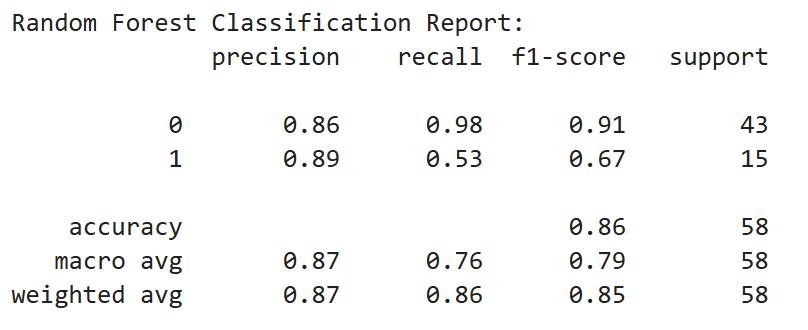 Random Forest Classification Report:
precision recall f1-score support
0 0.86 0.98 0.91 43
1 0.89 0.53 0.67 15
accuracy 0.86 58
macro avg 0.87 0.76 0.79 58
weighted avg 0.87 0.86 0.85 58